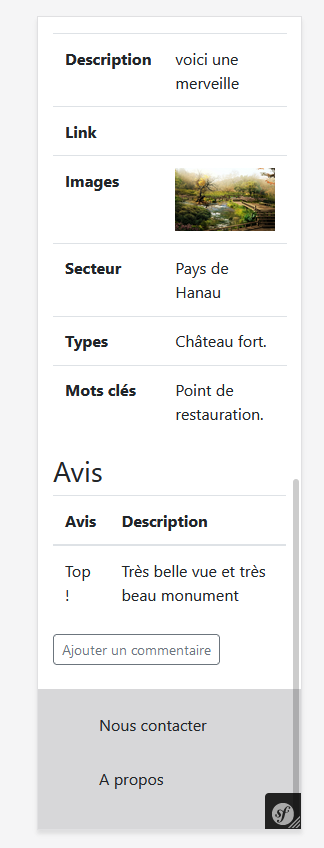 Description voici une
merveille
Link
Images
Secteur Pays de
Hanau
Types Château fort.
Mots clés Point de
restauration.
Avis
Avis Description
Top Très belle vue et très
! beau monument
Ajouter un commentaire
Nous contacter
A propos
sf